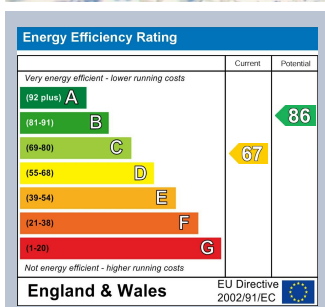 Energy Efficiency Rating
Current Potential
Very energy efficient - lower running costs
(92 plus) A
(81-91) B
(69-80) C
(55-68) D
(39-54) E
(21-38) F
(1-20) G
86
67
Not energy efficient - higher running costs
England & Wales
EU Directive
2002/91/EC